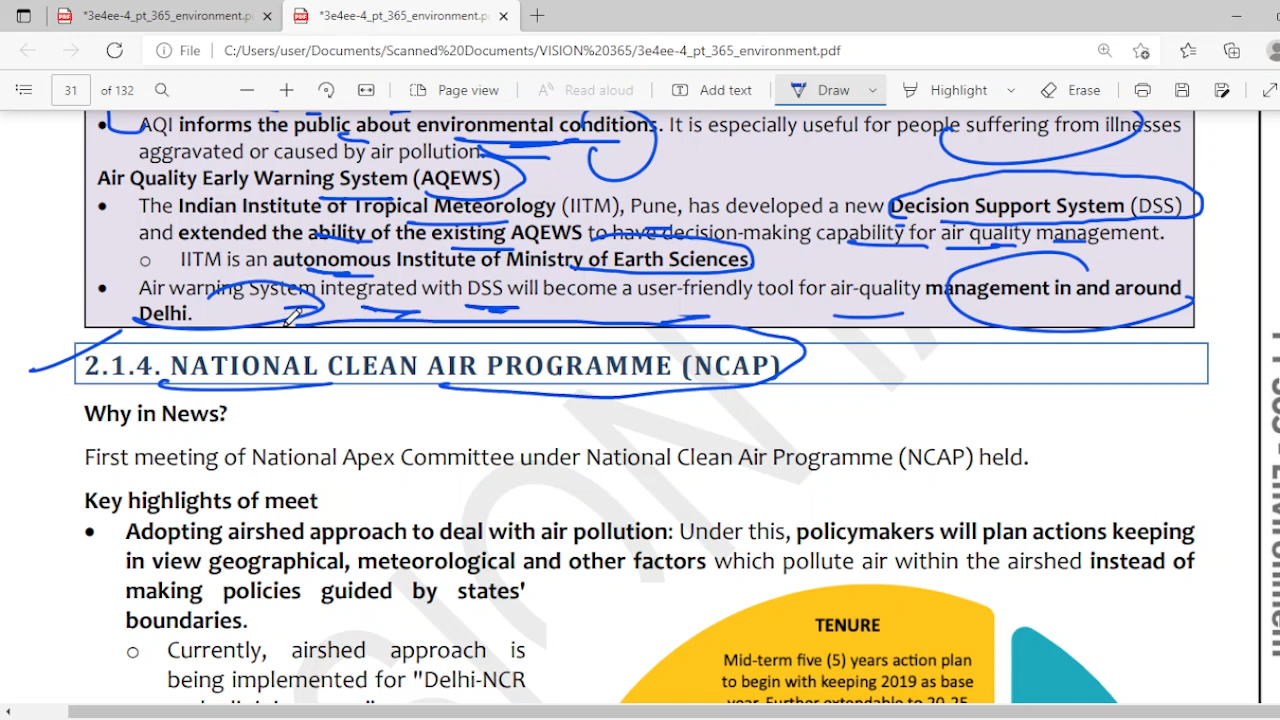 *3e4ee-4_pt_365_environment.p
*3e4ee-4_pt_365_environment.p
File
C:/Users/user/Documents/Scanned%20Documents/VISION%20365/3e4ee-4_pt_365_environment.pdf
31 of 132
Page view
Read aloud
Add text
Draw
Highlight
Erase
• AQI informs the public about environmental conditions. It is especially useful for people suffering from illnesses
aggravated or caused by air pollution.
Air Quality Early Warning System (AQEWS)
• The Indian Institute of Tropical Meteorology (IITM), Pune, has developed a new Decision Support System (DSS)
and extended the ability of the existing AQEWS to have decision-making capability for air quality management.
o IITM is an autonomous Institute of Ministry of Earth Sciences.
• Air warning System integrated with DSS will become a user-friendly tool for air-quality management in and around
Delhi.
2.1.4. NATIONAL CLEAN AIR PROGRAMME (NCAP)
Why in News?
First meeting of National Apex Committee under National Clean Air Programme (NCAP) held.
Key highlights of meet
• Adopting airshed approach to deal with air pollution: Under this, policymakers will plan actions keeping
in view geographical, meteorological and other factors which pollute air within the airshed instead of
making policies guided by states'
boundaries.
o Currently, airshed approach is
being implemented for "Delhi-NCR
TENURE
Mid-term five (5) years action plan
to begin with keeping 2019 as base
year. Further extendable to 20-25